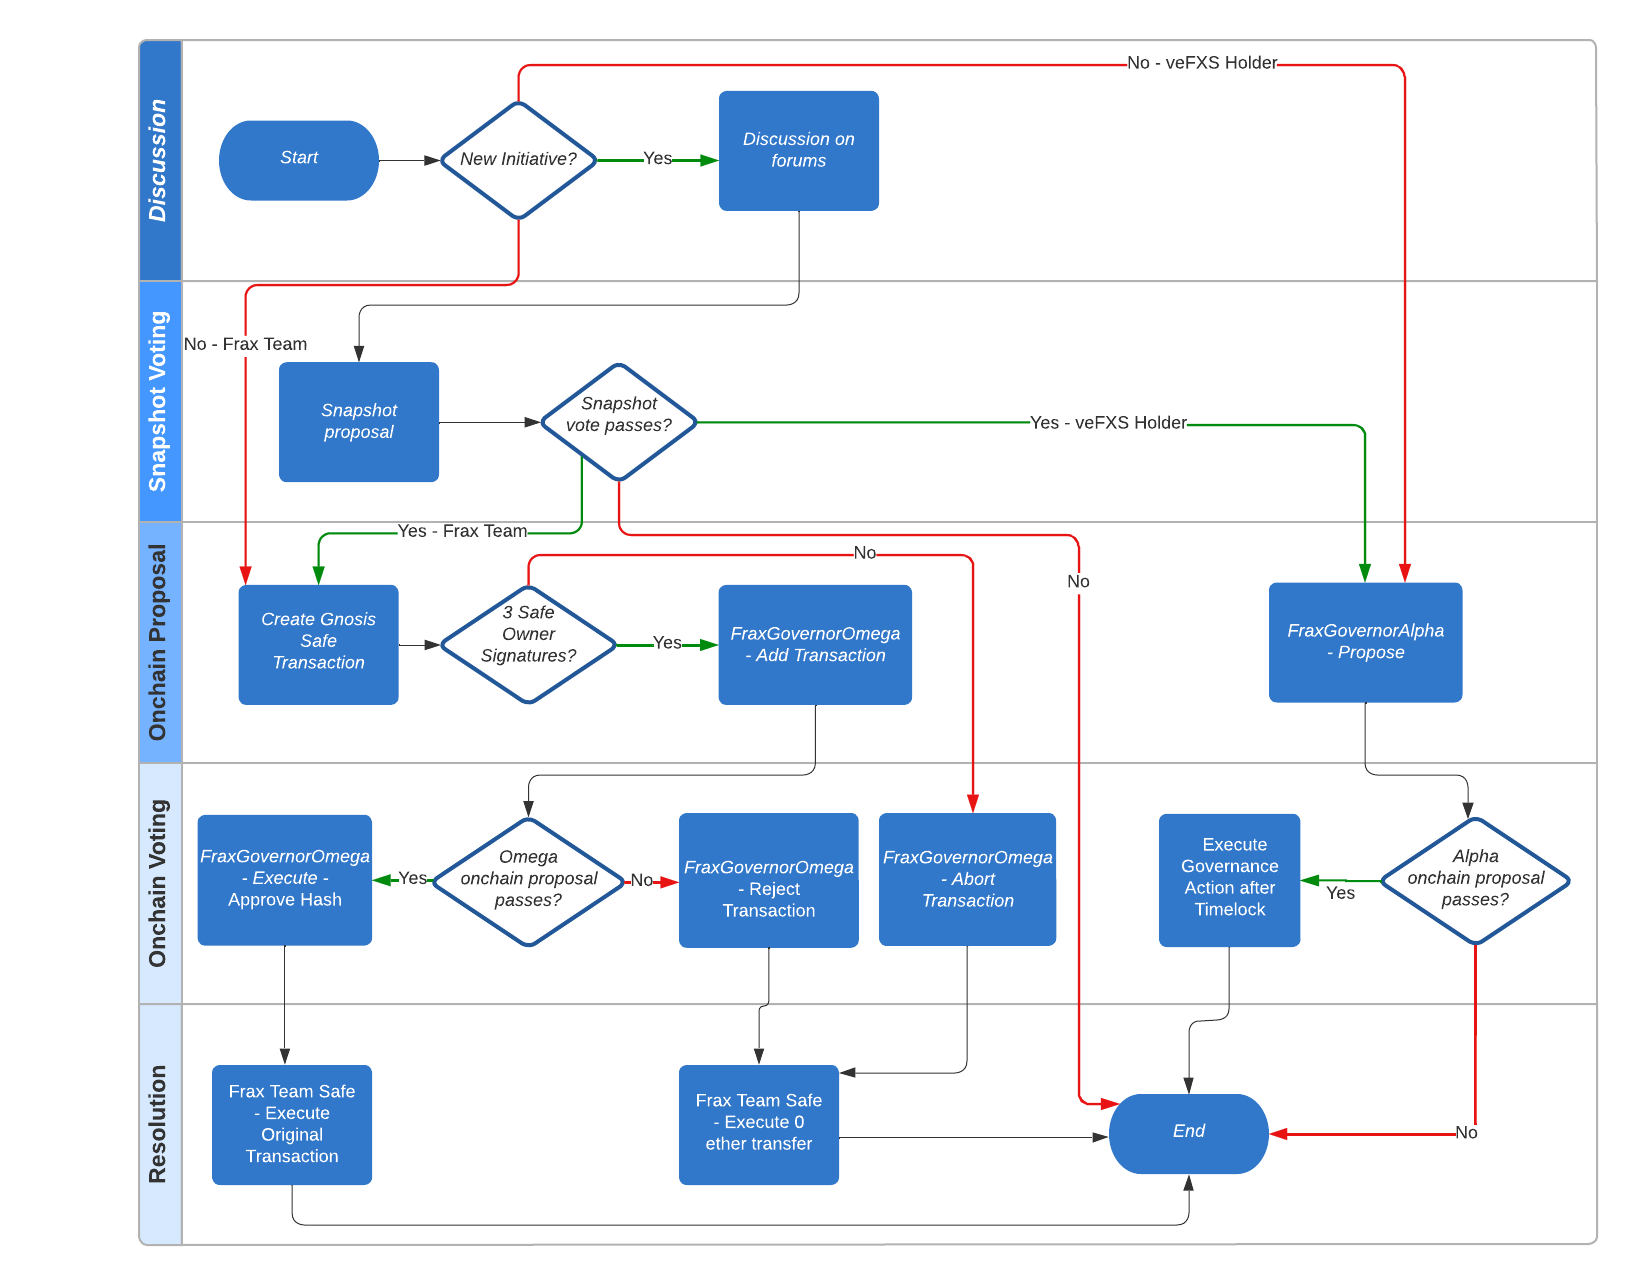 Discussion
No - veFXS Holder
Start
New Initiative?
Yes
Discussion on
forums
Snapshot Voting
No - Frax Team
Snapshot
proposal
Snapshot
vote passes?
Yes - veFXS Holder
Onchain Proposal
Yes - Frax Team
No
No
Create Gnosis
Safe
Transaction
3 Safe
Owner
Signatures?
Yes
FraxGovernorOmega
- Add Transaction
FraxGovernorAlpha
- Propose
Onchain Voting
FraxGovernorOmega
- Execute -
Approve Hash
Yes
Omega
onchain proposal
passes?
No
FraxGovernorOmega
- Reject
Transaction
FraxGovernorOmega
- Abort
Transaction
Execute
Governance
Action after
Timelock
Yes
Alpha
onchain proposal
passes?
Resolution
Frax Team Safe
- Execute
Original
Transaction
Frax Team Safe
- Execute 0
ether transfer
End
No